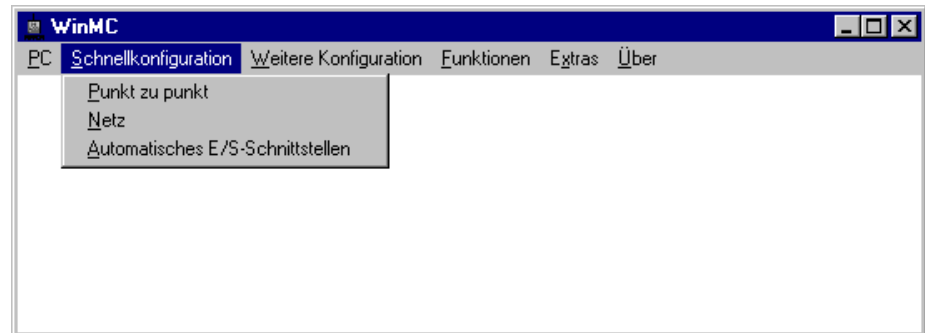 WinMC
PC Schnellkonfiguration Weitere Konfiguration Funktionen Extras Über
Punkt zu punkt
Netz
Automatisches E/S-Schnittstellen